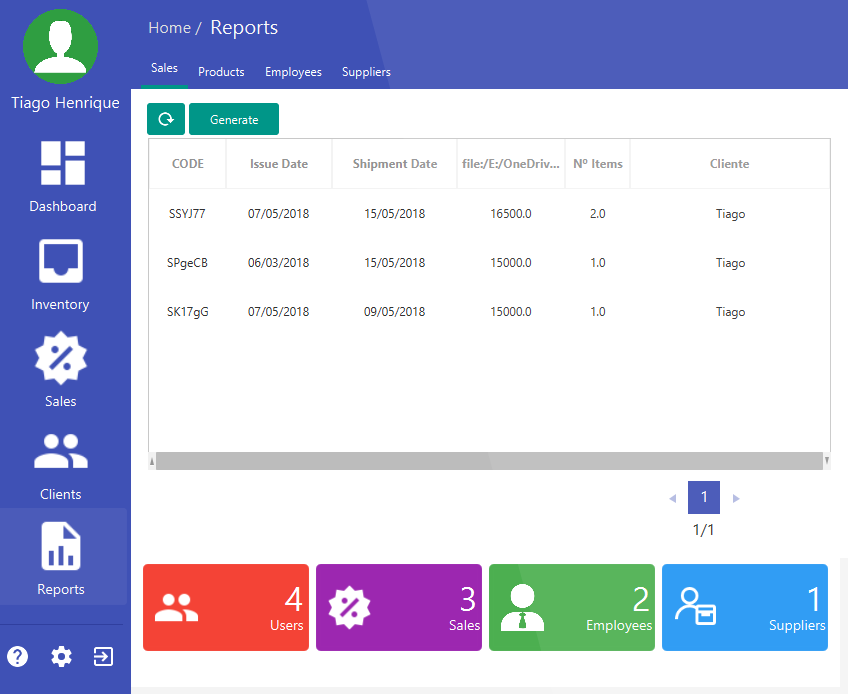 Tiago Henrique
Dashboard
Inventory
Sales
Clients
Reports
Home / Reports
Sales Products Employees Suppliers
Generate
CODE Issue Date Shipment Date file:/E:/OneDriv... Nº Items Cliente
SSYJ77 07/05/2018 15/05/2018 16500.0 2.0 Tiago
SPgeCB 06/03/2018 15/05/2018 15000.0 1.0 Tiago
SK17gG 07/05/2018 09/05/2018 15000.0 1.0 Tiago
1
1/1
4 Users
3 Sales
2 Employees
1 Suppliers